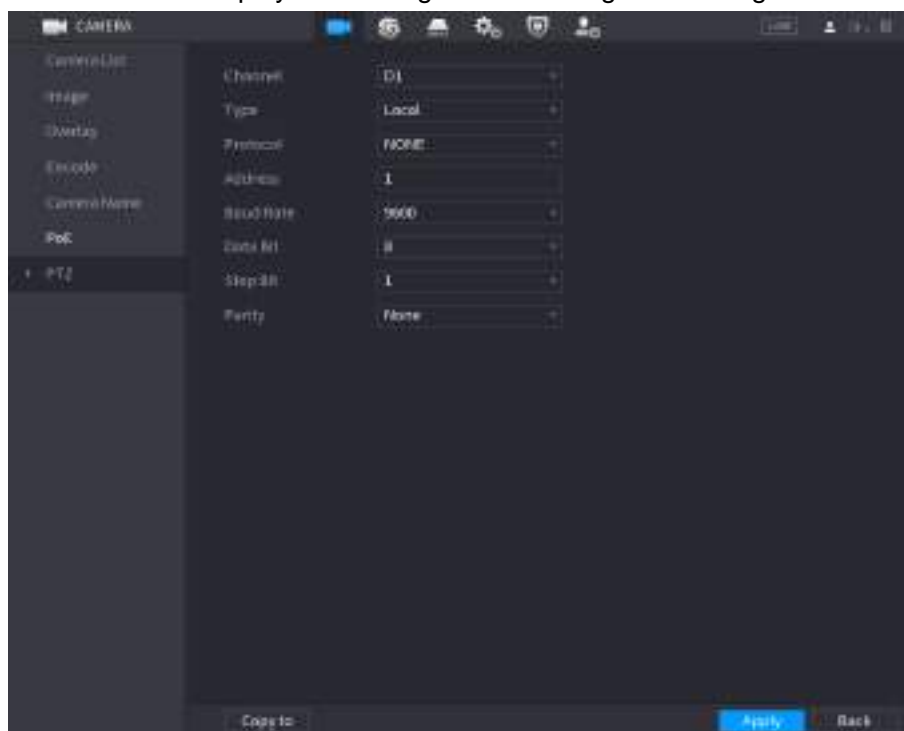 CAMERA
LIVE
Camera List
Image
Overlay
Encode
Camera Name
PoE
PTZ
Channel D1
Type Local
Protocol NONE
Address 1
Baud Rate 9600
Data Bit 8
Stop Bit 1
Parity None
Copy to
Apply
Back